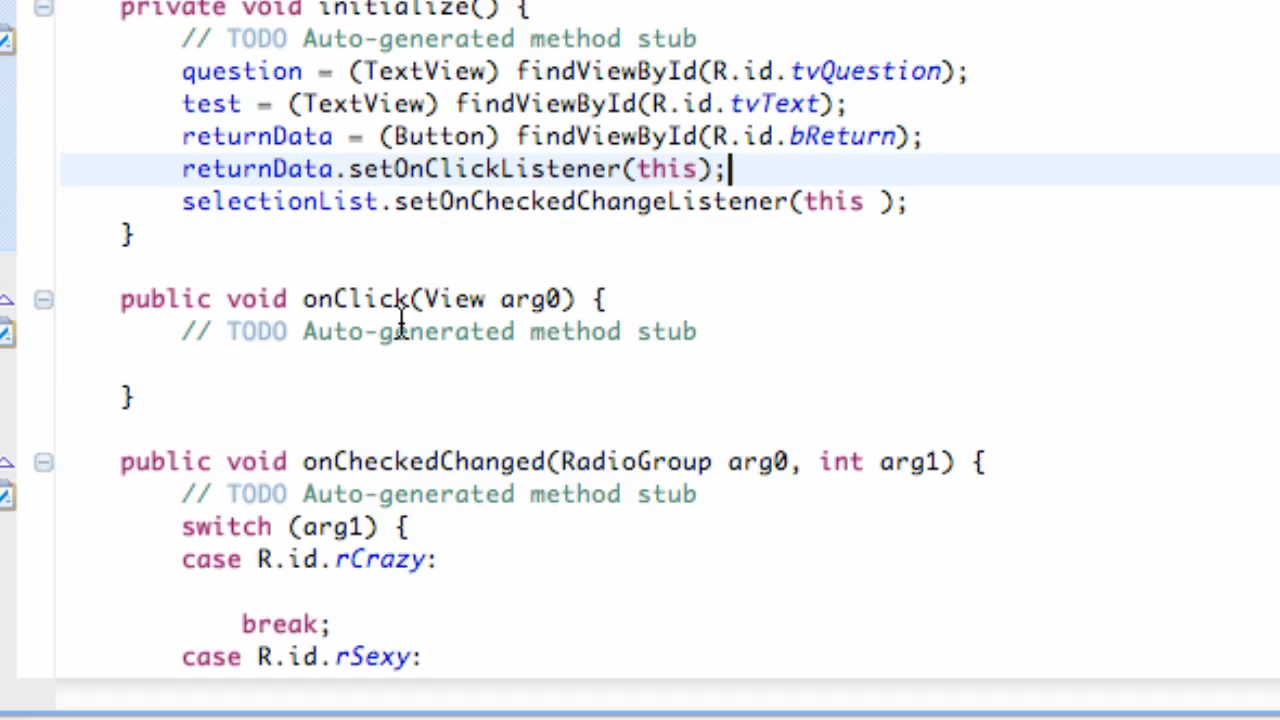 private void initialize() {
// TODO Auto-generated method stub
question = (TextView) findViewById(R.id.tvQuestion);
test = (TextView) findViewById(R.id.tvText);
returnData = (Button) findViewById(R.id.bReturn);
returnData.setOnClickListener(this);
selectionList.setOnCheckedChangeListener(this );
}
public void onClick(View arg0) {
// TODO Auto-generated method stub
}
public void onCheckedChanged(RadioGroup arg0, int arg1) {
// TODO Auto-generated method stub
switch (arg1) {
case R.id.rCrazy:
break;
case R.id.rSexy: